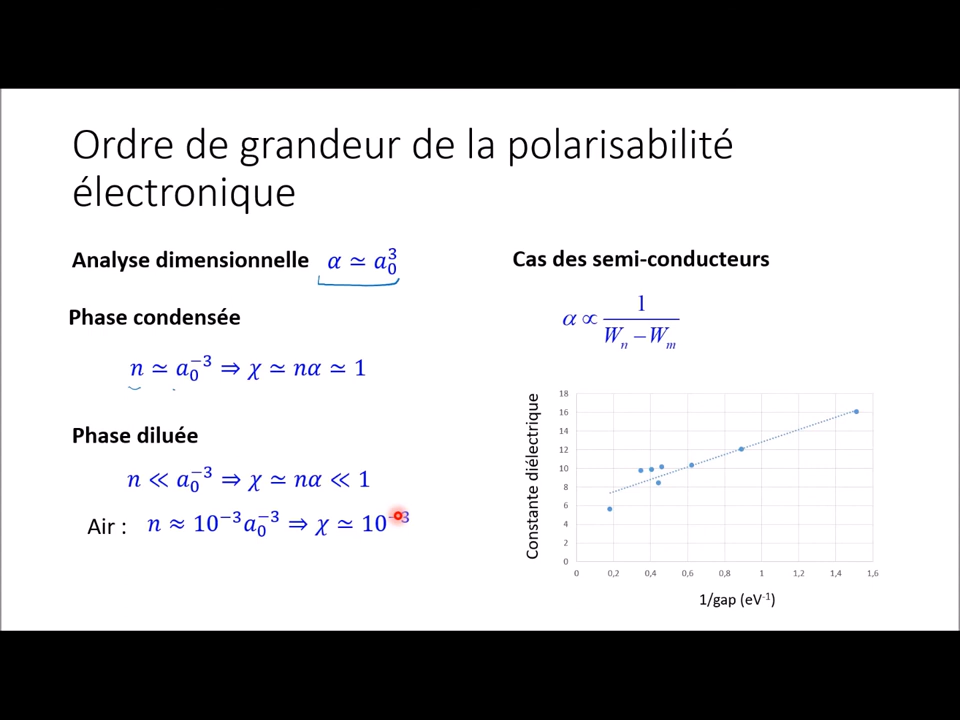 Ordre de grandeur de la polarisabilité
électronique
Analyse dimensionnelle α ≃ a₀³
Phase condensée
n ≃ a₀⁻³ ⇒ χ ≃ nα ≃ 1
Phase diluée
n ≪ a₀⁻³ ⇒ χ ≃ nα ≪ 1
Air : n ≈ 10⁻³a₀⁻³ ⇒ χ ≃ 10⁻³
Cas des semi-conducteurs
α ∝ 1 / (Wₙ − Wₘ)
Constante diélectrique
18
16
14
12
10
8
6
4
2
0
0 0,2 0,4 0,6 0,8 1 1,2 1,4 1,6
1/gap (eV⁻¹)